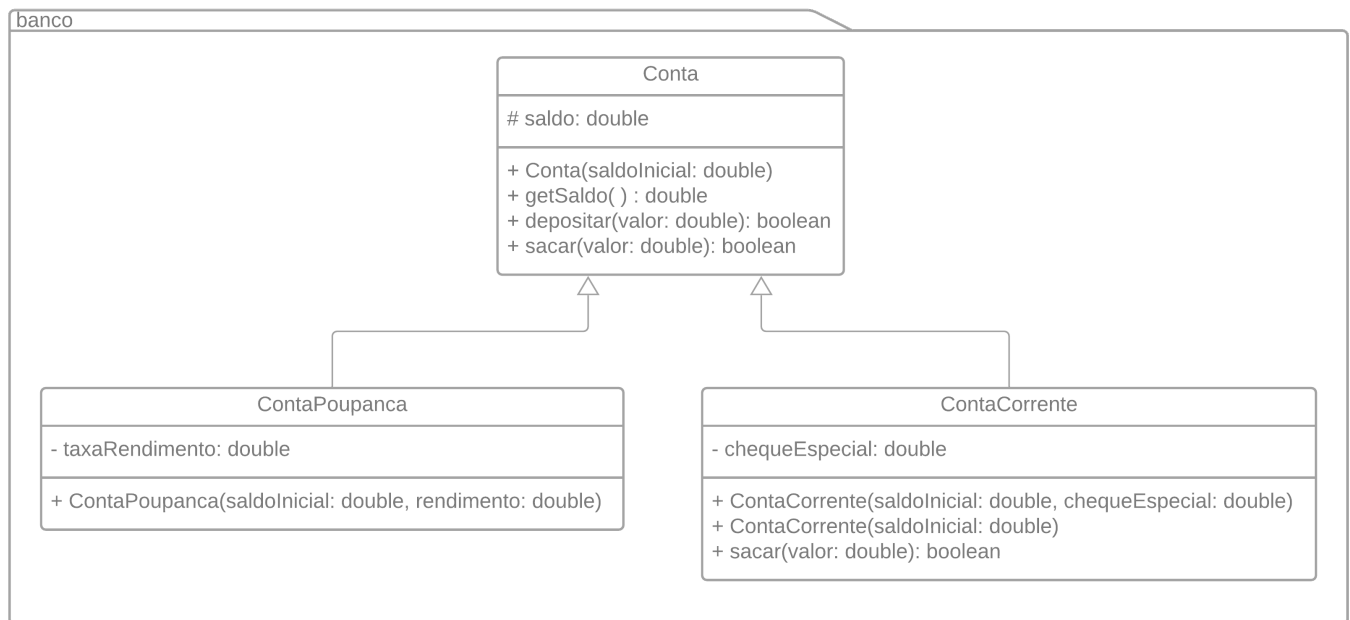 banco
Conta
# saldo: double
+ Conta(saldoInicial: double)
+ getSaldo( ) : double
+ depositar(valor: double): boolean
+ sacar(valor: double): boolean
ContaPoupanca
- taxaRendimento: double
+ ContaPoupanca(saldoInicial: double, rendimento: double)
ContaCorrente
- chequeEspecial: double
+ ContaCorrente(saldoInicial: double, chequeEspecial: double)
+ ContaCorrente(saldoInicial: double)
+ sacar(valor: double): boolean